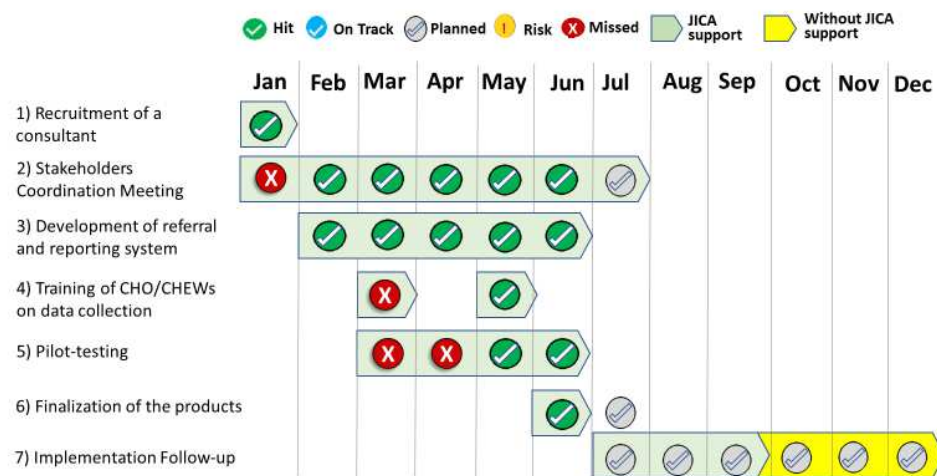 Hit On Track Planned ! Risk X Missed JICA support Without JICA support
Jan Feb Mar Apr May Jun Jul Aug Sep Oct Nov Dec
1) Recruitment of a
consultant
2) Stakeholders
Coordination Meeting
X
3) Development of referral
and reporting system
4) Training of CHO/CHEWs
on data collection
X
5) Pilot-testing
X X
6) Finalization of the products
7) Implementation Follow-up